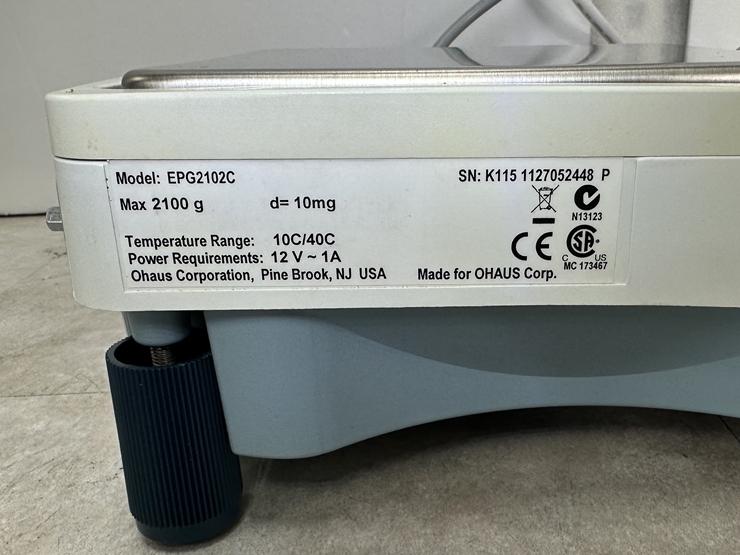 Model: EPG2102C
SN: K115 1127052448 P
Max 2100 g d= 10mg
N13123
Temperature Range: 10C/40C
Power Requirements: 12 V ~ 1A
CE
C SA US
MC 173467
Ohaus Corporation, Pine Brook, NJ USA
Made for OHAUS Corp.